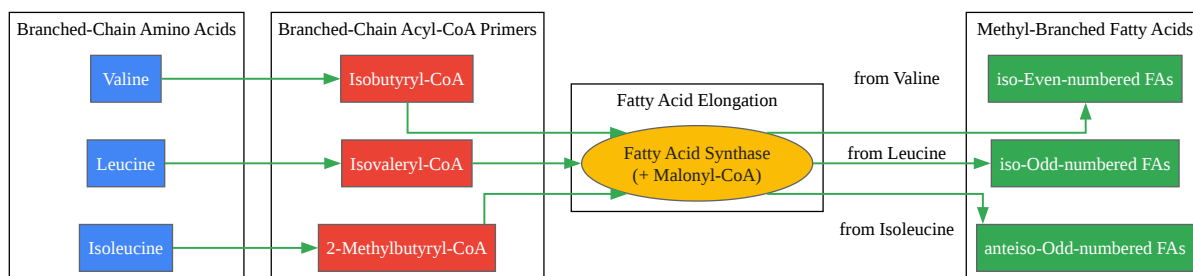 Branched-Chain Amino Acids
Valine
Leucine
Isoleucine
Branched-Chain Acyl-CoA Primers
Isobutyryl-CoA
Isovaleryl-CoA
2-Methylbutyryl-CoA
Fatty Acid Elongation
Fatty Acid Synthase
(+ Malonyl-CoA)
from Valine
from Leucine
from Isoleucine
Methyl-Branched Fatty Acids
iso-Even-numbered FAs
iso-Odd-numbered FAs
anteiso-Odd-numbered FAs